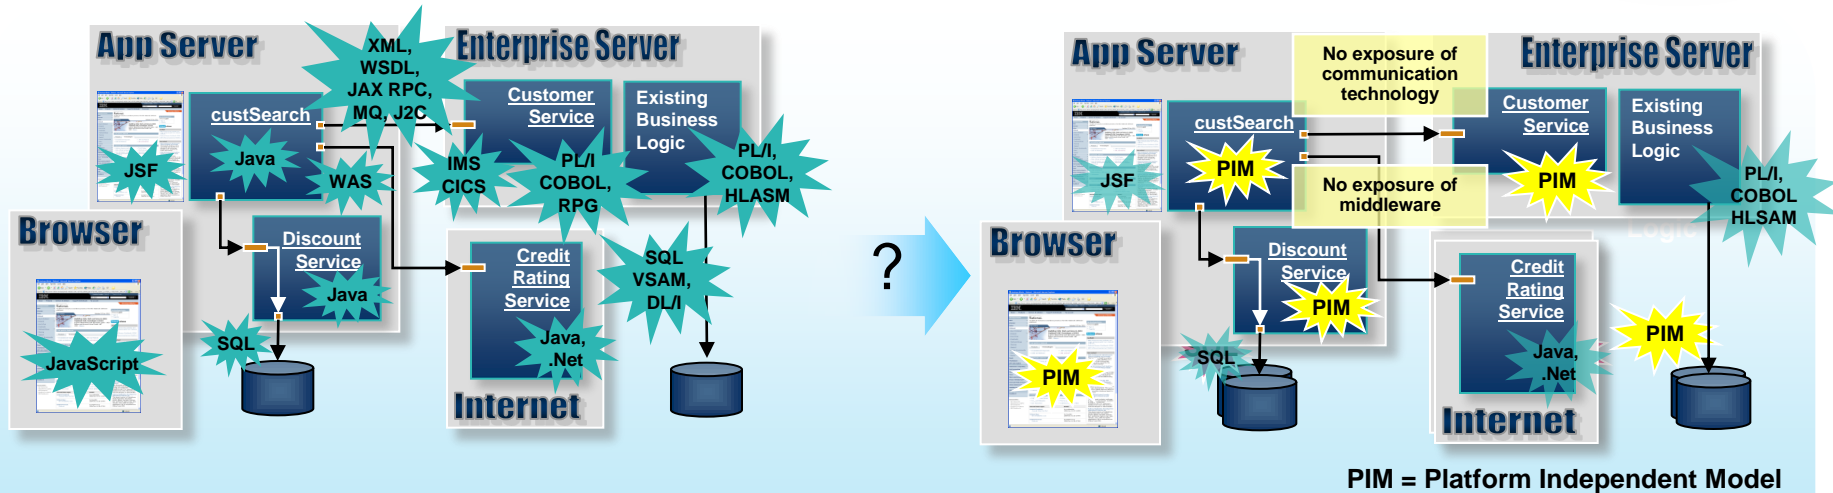 App Server
XML,
WSDL,
JAX RPC,
MQ, J2C
Enterprise Server
custSearch
Customer
Service
Existing
Business
Logic
JSF
Java
WAS
IMS
CICS
PL/I
COBOL,
RPG
PL/I,
COBOL,
HLASM
Browser
Discount
Service
Java
Credit
Rating
Service
SQL
VSAM,
DL/I
JavaScript
SQL
Java,
.Net
Internet
?
App Server
No exposure of
communication
technology
Enterprise Server
custSearch
Customer
Service
Existing
Business
Logic
JSF
PIM
No exposure of
middleware
PIM
PL/I,
COBOL
HLSAM
Logic
Browser
Discount
Service
PIM
Credit
Rating
Service
PIM
PIM
SQL
Java,
.Net
Internet
PIM = Platform Independent Model